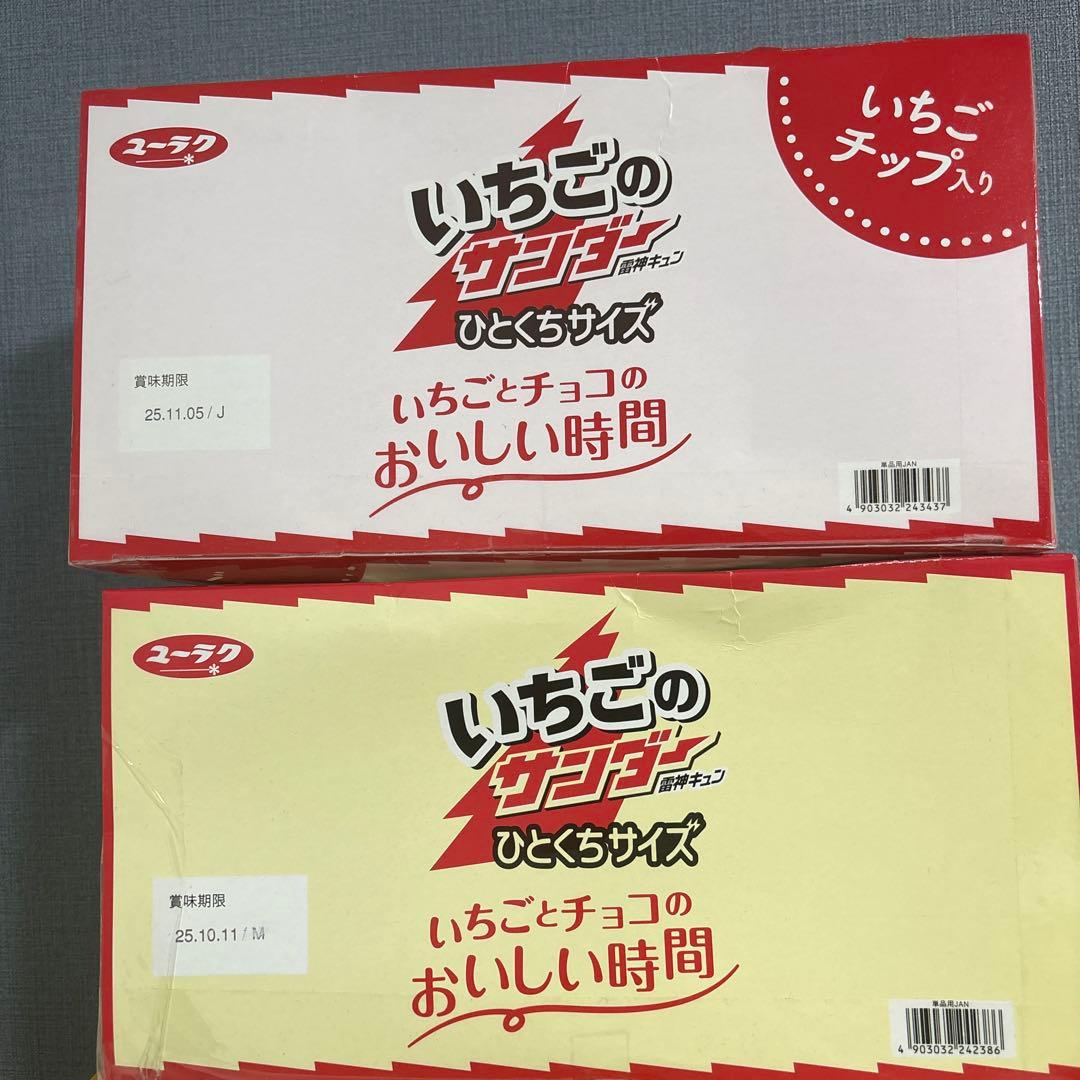 ユーラク
いちごの
サンダー
雷神キュン
ひとくちサイズ
いちご
チップ入り
賞味期限
25.11.05 / J
いちごとチョコの
おいしい時間
単品用JAN
4 903032 243437
ユーラク
いちごの
サンダー
雷神キュン
ひとくちサイズ
賞味期限
25.10.11 / M
いちごとチョコの
おいしい時間
単品用JAN
4 903032 242386